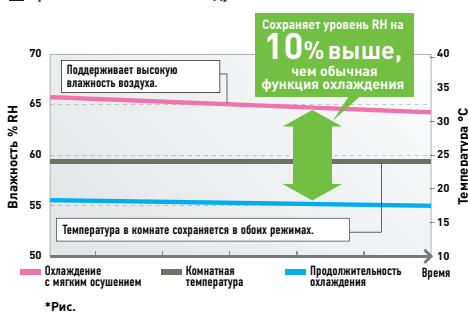 Сохраняет уровень RH на
10% выше,
чем обычная
функция охлаждения
70
65
60
55
50
Влажность % RH
Поддерживает высокую
влажность воздуха.
Температура в комнате сохраняется в обоих режимах.
40
35
30
25
24
20
18
15
10
Температура °C
Охлаждение
с мягким осушением
Комнатная
температура
Продолжительность
охлаждения
Время
*Рис.